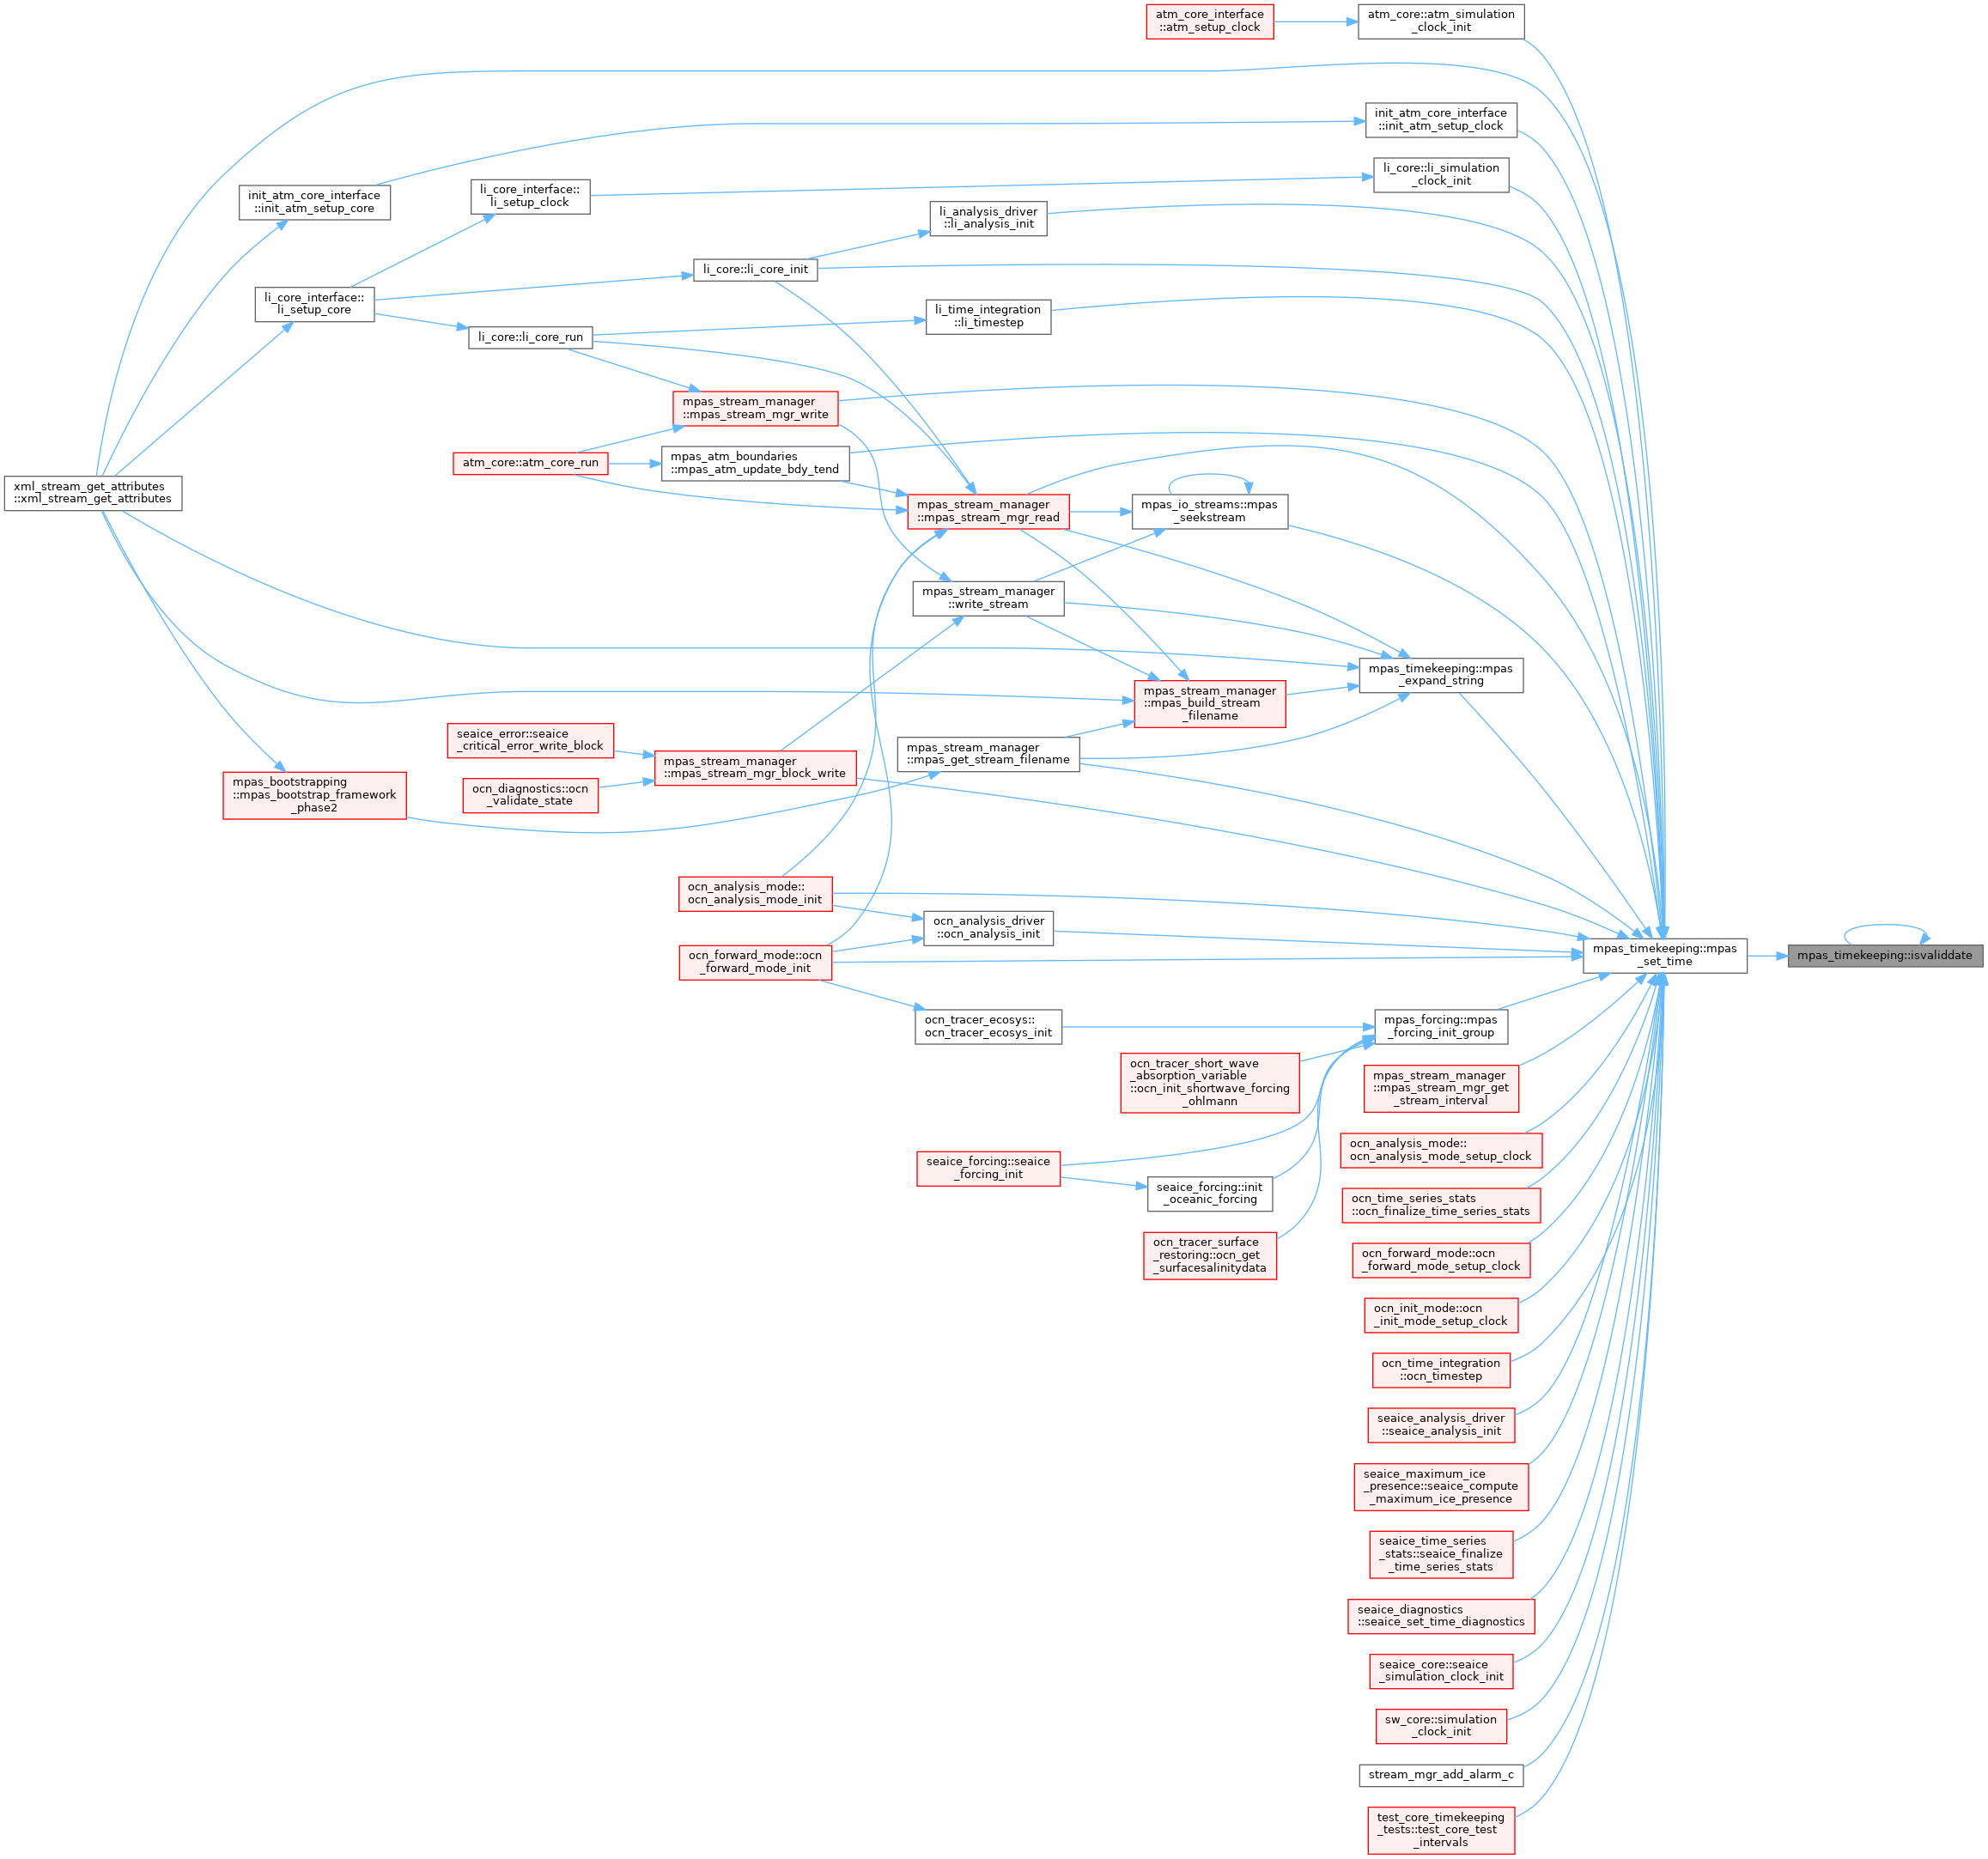 atm_core_interface
::atm_setup_clock
atm_core::atm_simulation
_clock_init
init_atm_core_interface
::init_atm_setup_clock
li_core::li_simulation
_clock_init
init_atm_core_interface
::init_atm_setup_core
li_core_interface::
li_setup_clock
li_analysis_driver
::li_analysis_init
li_core::li_core_init
li_core_interface::
li_setup_core
li_time_integration
::li_timestep
li_core::li_core_run
mpas_stream_manager
::mpas_stream_mgr_write
atm_core::atm_core_run
mpas_atm_boundaries
::mpas_atm_update_bdy_tend
xml_stream_get_attributes
::xml_stream_get_attributes
mpas_stream_manager
::mpas_stream_mgr_read
mpas_io_streams::mpas
_seekstream
mpas_stream_manager
::write_stream
mpas_timekeeping::mpas
_expand_string
mpas_stream_manager
::mpas_build_stream
_filename
seaice_error::seaice
_critical_error_write_block
mpas_stream_manager
::mpas_get_stream_filename
mpas_stream_manager
::mpas_stream_mgr_block_write
mpas_bootstrapping
::mpas_bootstrap_framework
_phase2
ocn_diagnostics::ocn
_validate_state
ocn_analysis_mode::
ocn_analysis_mode_init
ocn_analysis_driver
::ocn_analysis_init
ocn_forward_mode::ocn
_forward_mode_init
mpas_timekeeping::mpas
_set_time
mpas_timekeeping::isvaliddate
ocn_tracer_ecosys::
ocn_tracer_ecosys_init
mpas_forcing::mpas
_forcing_init_group
ocn_tracer_short_wave
_absorption_variable
::ocn_init_shortwave_forcing
_ohlmann
mpas_stream_manager
::mpas_stream_mgr_get
_stream_interval
ocn_analysis_mode::
ocn_analysis_mode_setup_clock
seaice_forcing::seaice
_forcing_init
seaice_forcing::init
_oceanic_forcing
ocn_time_series_stats
::ocn_finalize_time_series_stats
ocn_tracer_surface
_restoring::ocn_get
_surfacesalinitydata
ocn_forward_mode::ocn
_forward_mode_setup_clock
ocn_init_mode::ocn
_init_mode_setup_clock
ocn_time_integration
::ocn_timestep
seaice_analysis_driver
::seaice_analysis_init
seaice_maximum_ice
_presence::seaice_compute
_maximum_ice_presence
seaice_time_series
_stats::seaice_finalize
_time_series_stats
seaice_diagnostics
::seaice_set_time_diagnostics
seaice_core::seaice
_simulation_clock_init
sw_core::simulation
_clock_init
stream_mgr_add_alarm_c
test_core_timekeeping
_tests::test_core_test
_intervals